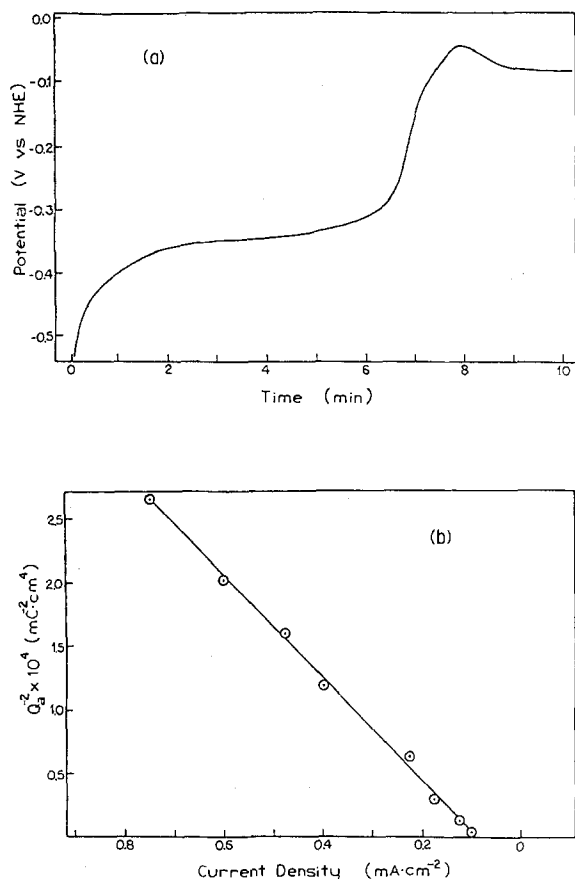 0.0
(a)
-0.1
-0.2
-0.3
-0.4
-0.5
Potential (V vs NHE)
0 2 4 6 8 10
Time (min)
2.5
(b)
2.0
1.5
1.0
0.5
Qa^-2 x 10^4 (mC^-2·cm^4)
0.8 0.6 0.4 0.2 0
Current Density (mA·cm^-2)